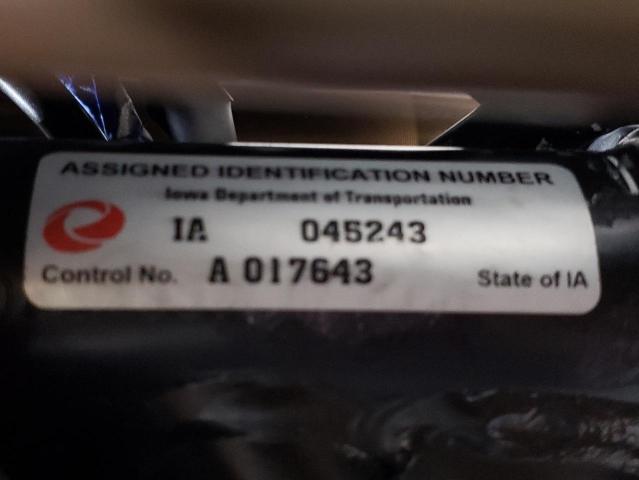 ASSIGNED IDENTIFICATION NUMBER
Iowa Department of Transportation
IA 045243
Control No. A 017643 State of IA